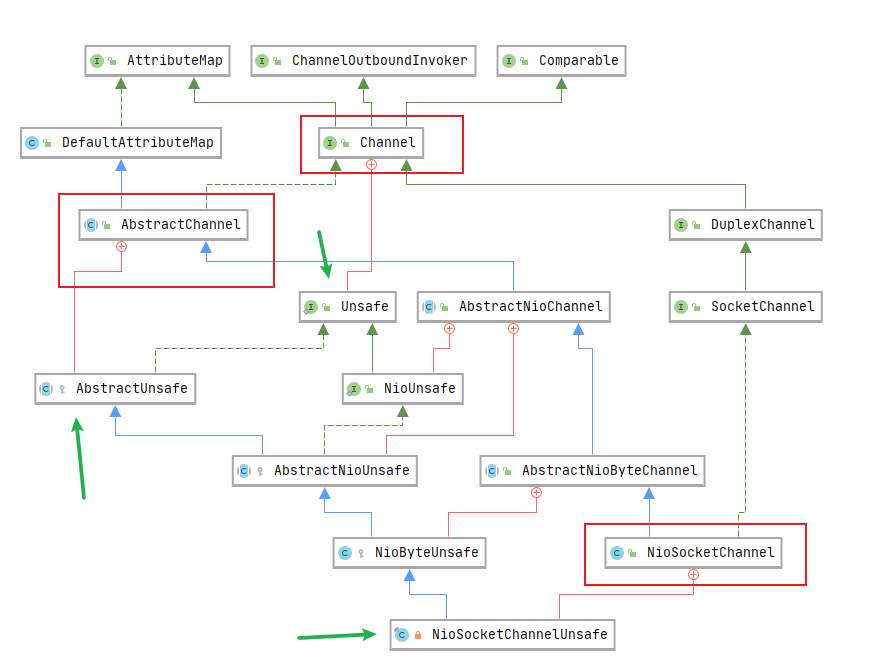 AttributeMap
ChannelOutboundInvoker
Comparable
DefaultAttributeMap
Channel
AbstractChannel
DuplexChannel
Unsafe
AbstractNioChannel
SocketChannel
AbstractUnsafe
NioUnsafe
AbstractNioUnsafe
AbstractNioByteChannel
NioByteUnsafe
NioSocketChannel
NioSocketChannelUnsafe